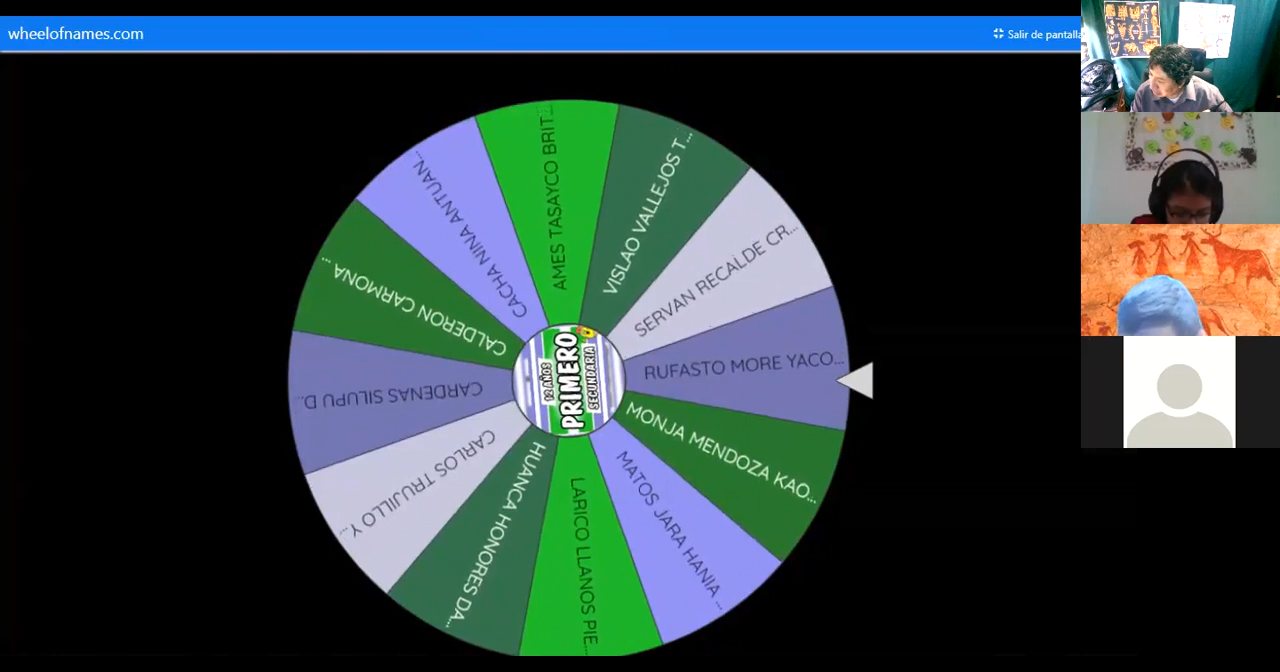 wheelofnames.com
Salir de pantalla
AMES TASAYCO BRIT...
VISLAO VALLEJOS T...
SERVAN RECALDE CR...
RUFASTO MORE YACO...
MONJA MENDOZA KAO...
MATOS JARA HANIA ...
LARICO LLANOS PIE...
HUANCA HONORES DA...
CARLOS TRUJILLO Y...
CARDENAS SILUPU D...
CALDERON CARMONA ...
CACHA NINA ANTUAN...
12 AÑOS
PRIMERO
SECUNDARIA